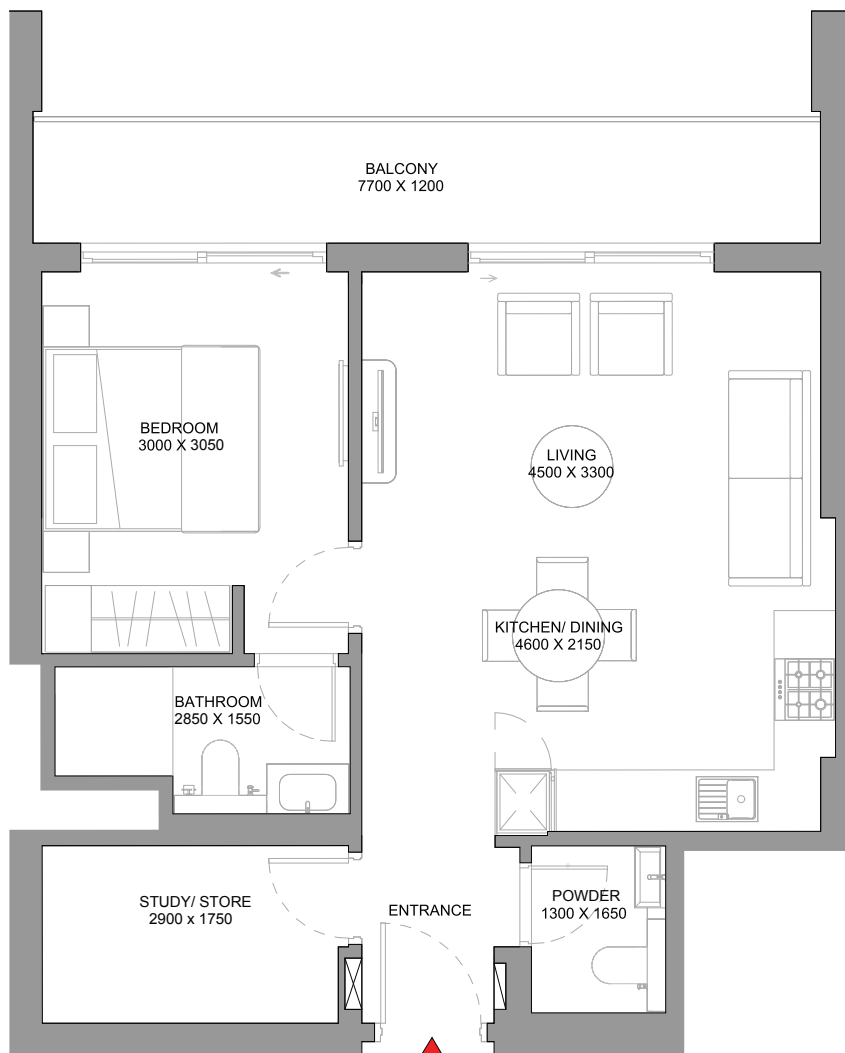 BALCONY
7700 X 1200
BEDROOM
3000 X 3050
LIVING
4500 X 3300
KITCHEN/ DINING
4600 X 2150
BATHROOM
2850 X 1550
STUDY/ STORE
2900 x 1750
ENTRANCE
POWDER
1300 X 1650